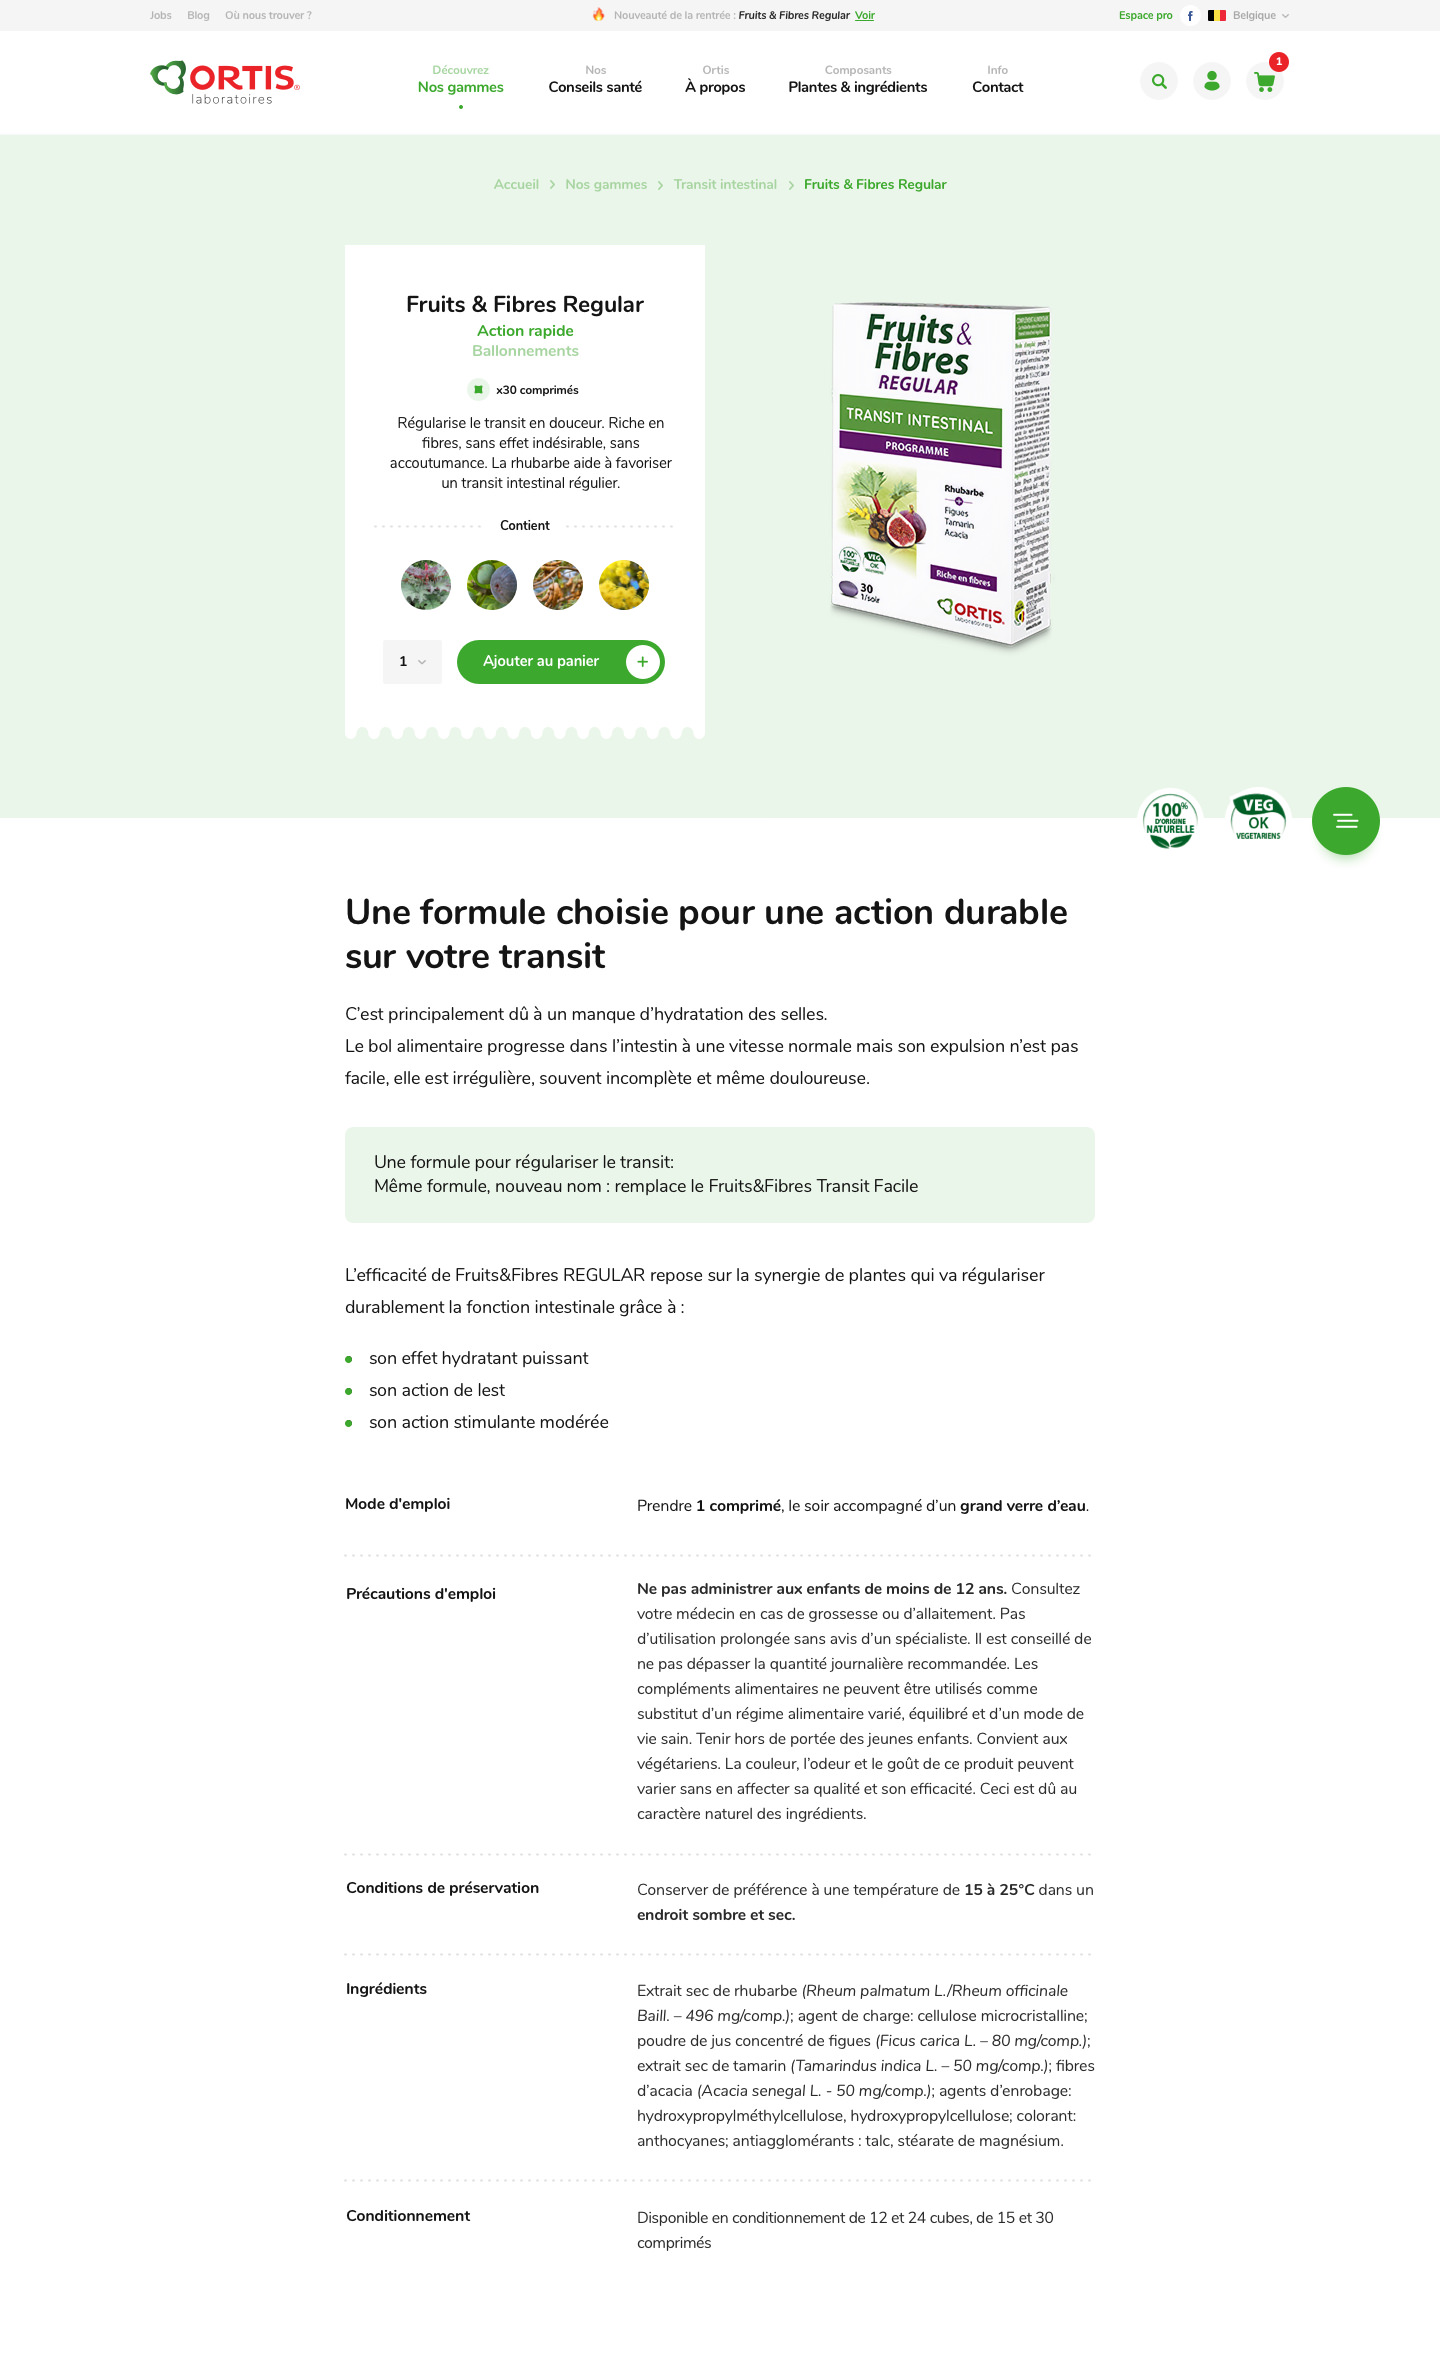 Jobs Blog Où nous trouver ?
Nouveauté de la rentrée : Fruits & Fibres Regular Voir
Espace pro f Belgique
ORTIS®
laboratoires
Découvrez
Nos gammes
Nos
Conseils santé
Ortis
À propos
Composants
Plantes & ingrédients
Info
Contact
1
Accueil Nos gammes Transit intestinal Fruits & Fibres Regular
Fruits & Fibres Regular
Action rapide
Ballonnements
x30 comprimés
Régularise le transit en douceur. Riche en
fibres, sans effet indésirable, sans
accoutumance. La rhubarbe aide à favoriser
un transit intestinal régulier.
Contient
1
Ajouter au panier +
Fruits &
Fibres
REGULAR
TRANSIT INTESTINAL
PROGRAMME
Rhubarbe
+
Figues
Tamarin
Acacia
100%
VEG
OK
Riche en fibres
30
1/soir
ORTIS
Laboratoires
100%
D'ORIGINE
NATURELLE
VEG
OK
VEGETARIENS
Une formule choisie pour une action durable
sur votre transit
C’est principalement dû à un manque d’hydratation des selles.
Le bol alimentaire progresse dans l’intestin à une vitesse normale mais son expulsion n’est pas
facile, elle est irrégulière, souvent incomplète et même douloureuse.
Une formule pour régulariser le transit:
Même formule, nouveau nom : remplace le Fruits&Fibres Transit Facile
L’efficacité de Fruits&Fibres REGULAR repose sur la synergie de plantes qui va régulariser
durablement la fonction intestinale grâce à :
son effet hydratant puissant
son action de lest
son action stimulante modérée
Mode d'emploi
Prendre 1 comprimé, le soir accompagné d’un grand verre d’eau.
Précautions d'emploi
Ne pas administrer aux enfants de moins de 12 ans. Consultez
votre médecin en cas de grossesse ou d’allaitement. Pas
d’utilisation prolongée sans avis d’un spécialiste. Il est conseillé de
ne pas dépasser la quantité journalière recommandée. Les
compléments alimentaires ne peuvent être utilisés comme
substitut d’un régime alimentaire varié, équilibré et d’un mode de
vie sain. Tenir hors de portée des jeunes enfants. Convient aux
végétariens. La couleur, l’odeur et le goût de ce produit peuvent
varier sans en affecter sa qualité et son efficacité. Ceci est dû au
caractère naturel des ingrédients.
Conditions de préservation
Conserver de préférence à une température de 15 à 25°C dans un
endroit sombre et sec.
Ingrédients
Extrait sec de rhubarbe (Rheum palmatum L./Rheum officinale
Baill. – 496 mg/comp.); agent de charge: cellulose microcristalline;
poudre de jus concentré de figues (Ficus carica L. – 80 mg/comp.);
extrait sec de tamarin (Tamarindus indica L. – 50 mg/comp.); fibres
d’acacia (Acacia senegal L. - 50 mg/comp.); agents d’enrobage:
hydroxypropylméthylcellulose, hydroxypropylcellulose; colorant:
anthocyanes; antiagglomérants : talc, stéarate de magnésium.
Conditionnement
Disponible en conditionnement de 12 et 24 cubes, de 15 et 30
comprimés